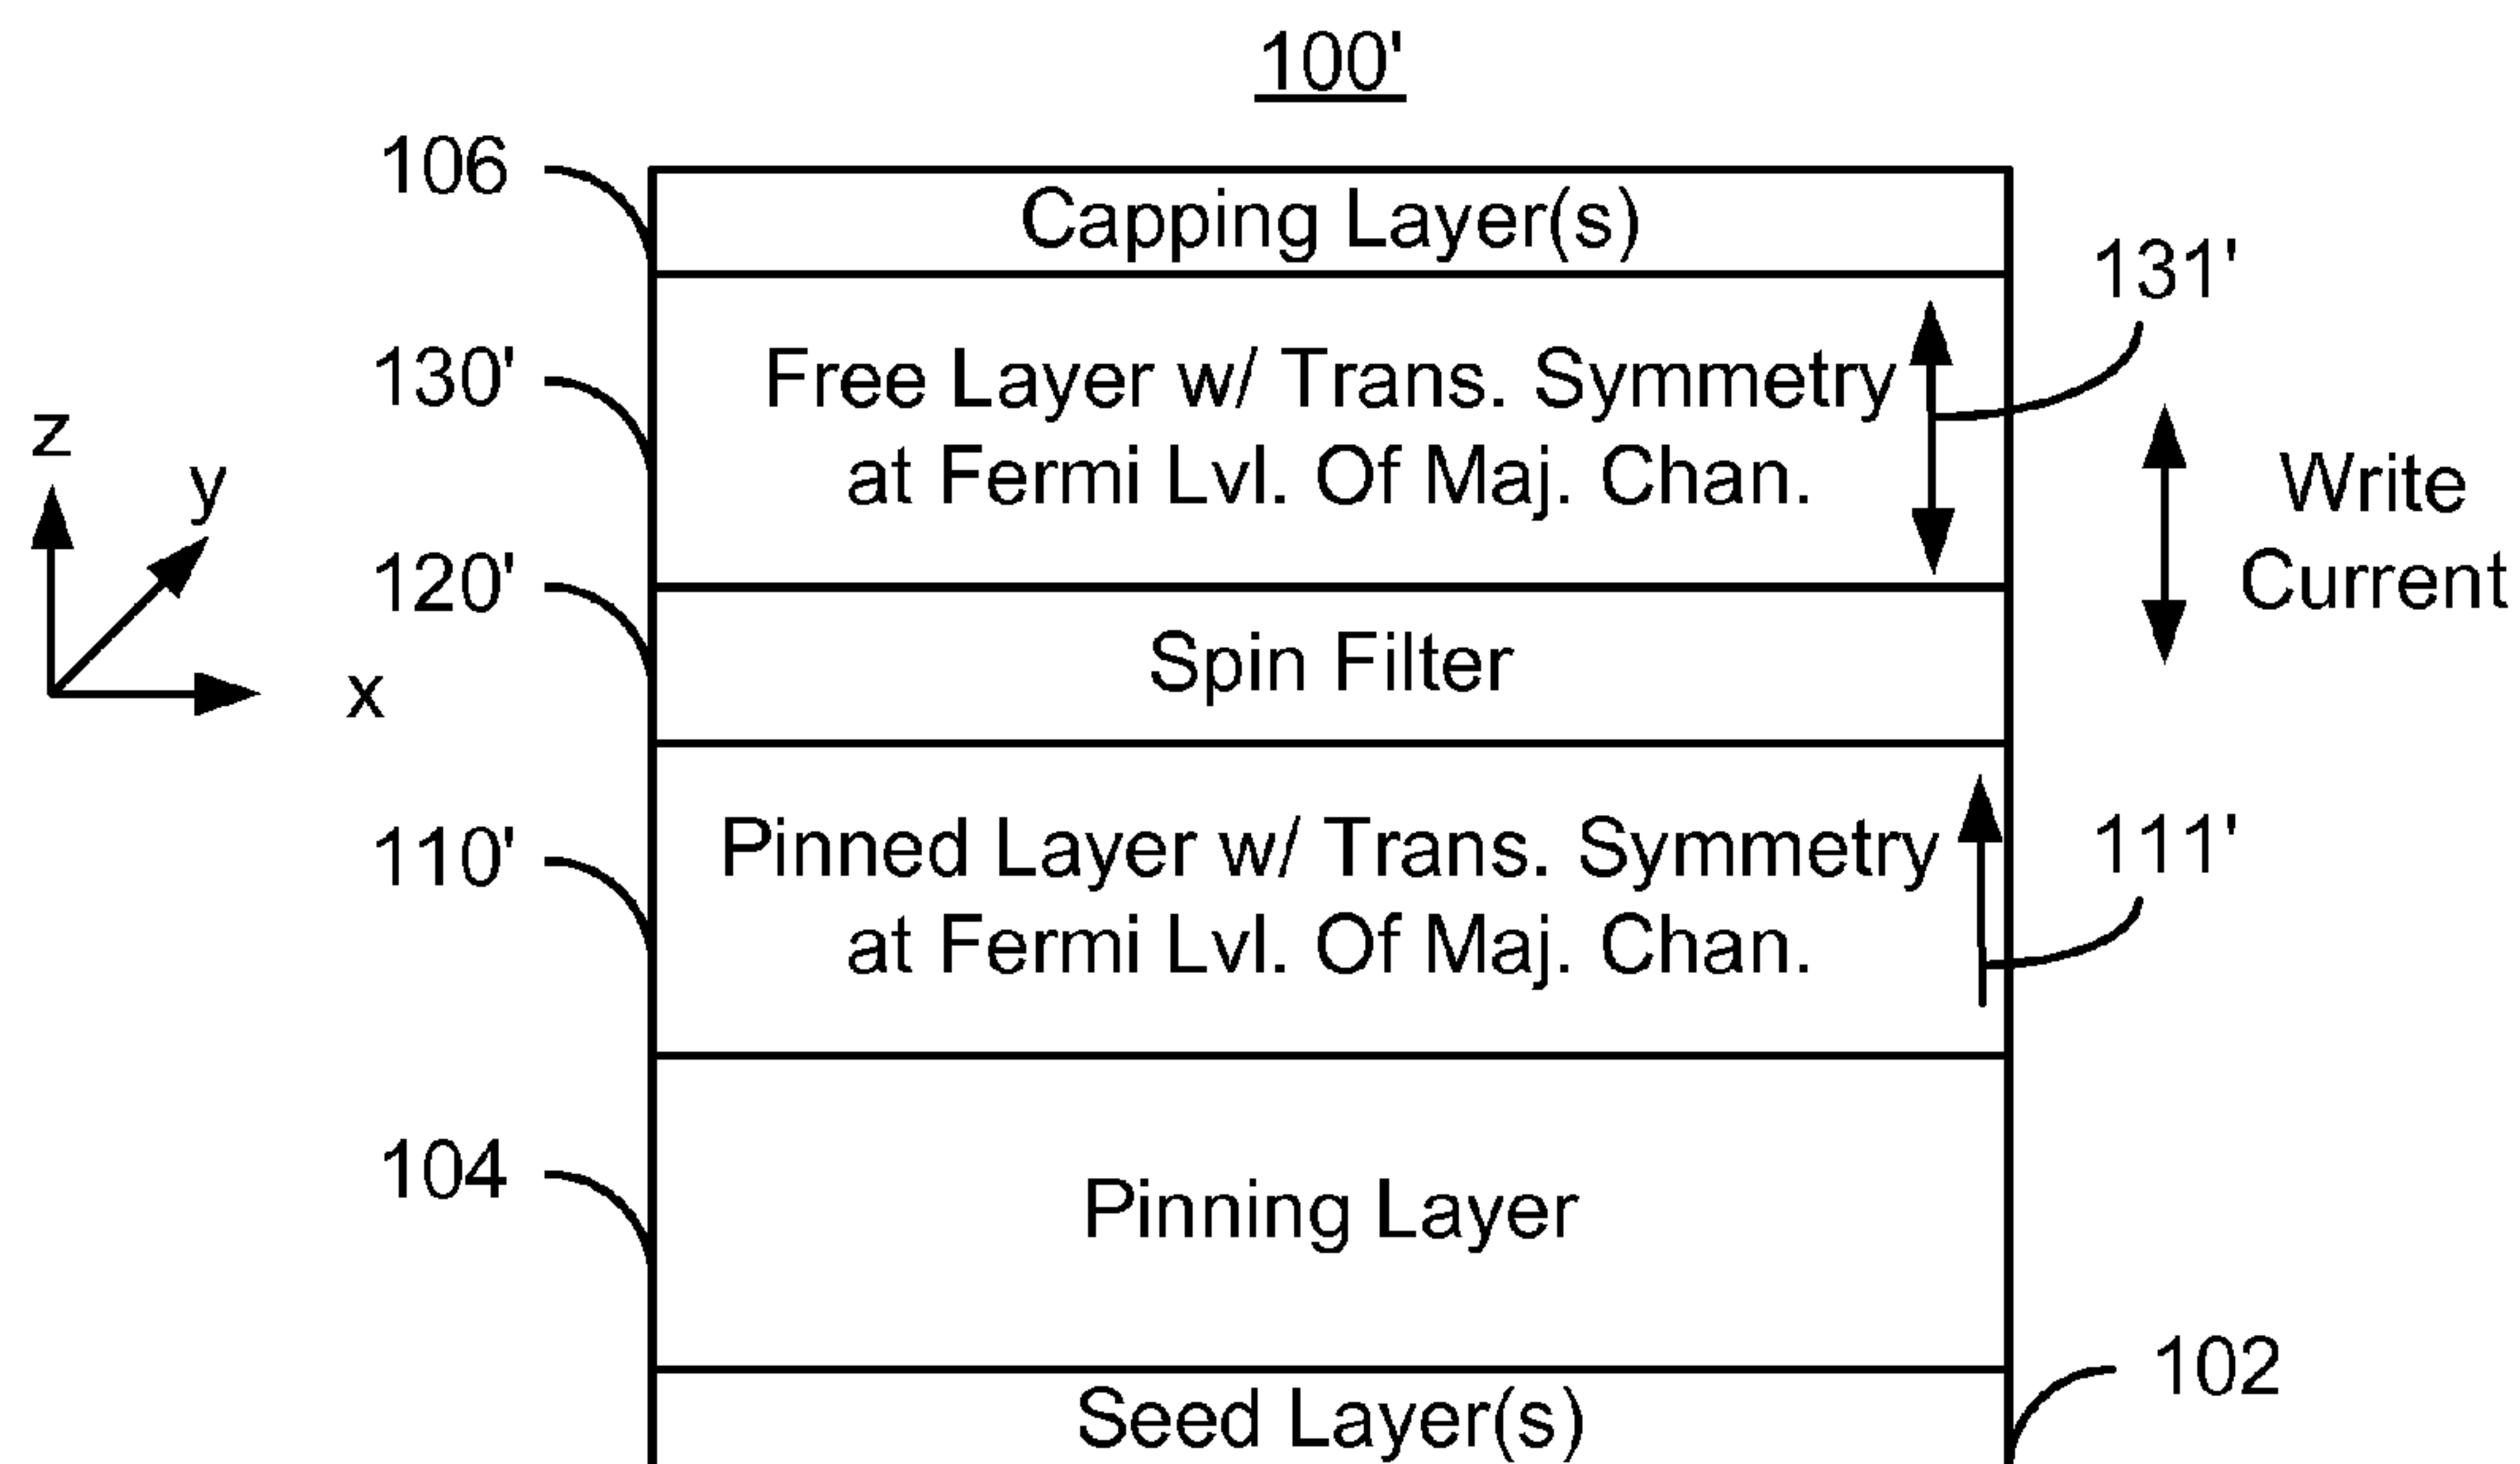 100'
106
Capping Layer(s)
131'
130'
Free Layer w/ Trans. Symmetry
at Fermi Lvl. Of Maj. Chan.
Write
Current
z
y
x
120'
Spin Filter
110'
Pinned Layer w/ Trans. Symmetry
at Fermi Lvl. Of Maj. Chan.
111'
104
Pinning Layer
102
Seed Layer(s)